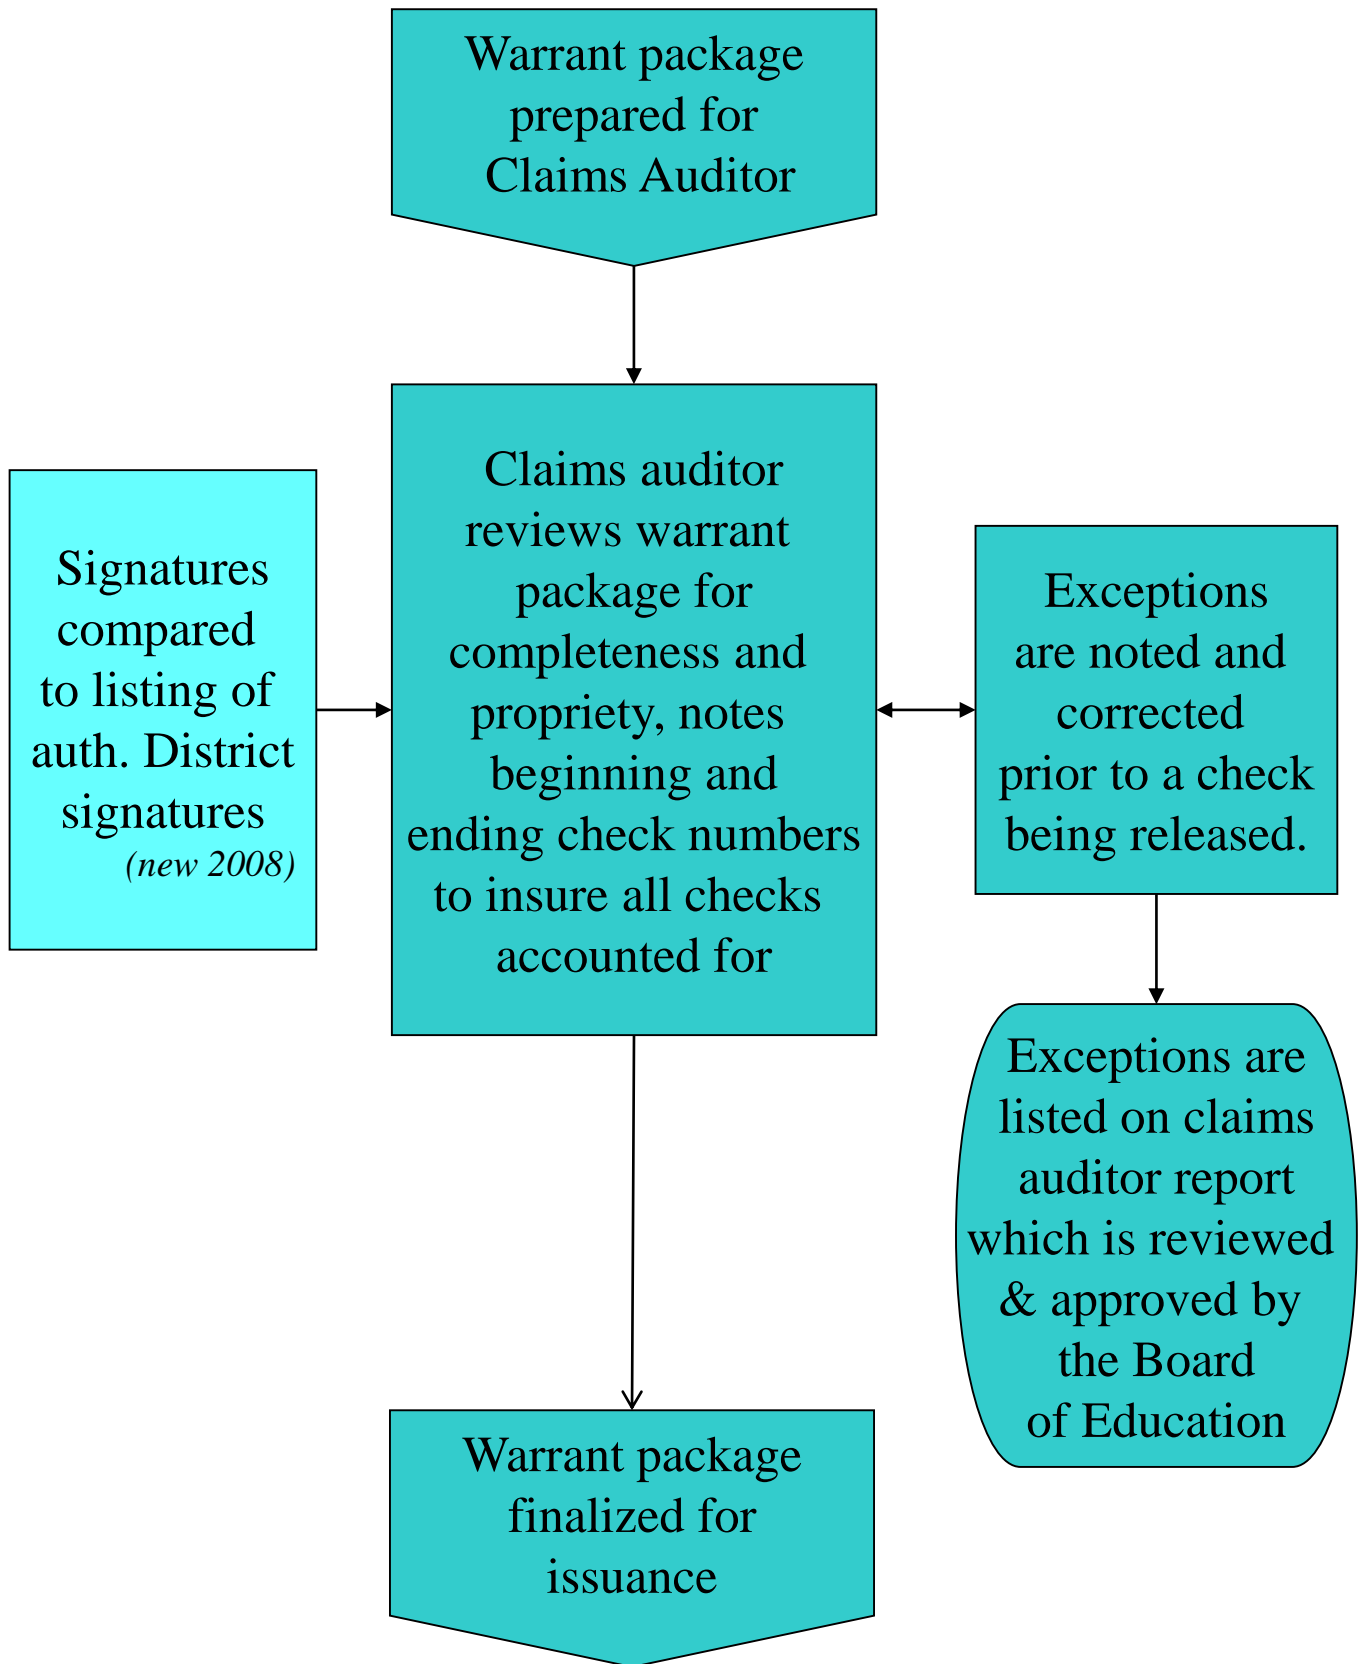 Warrant package
prepared for
Claims Auditor
Signatures
compared
to listing of
auth. District
signatures
(new 2008)
Claims auditor
reviews warrant
package for
completeness and
propriety, notes
beginning and
ending check numbers
to insure all checks
accounted for
Exceptions
are noted and
corrected
prior to a check
being released.
Exceptions are
listed on claims
auditor report
which is reviewed
& approved by
the Board
of Education
Warrant package
finalized for
issuance